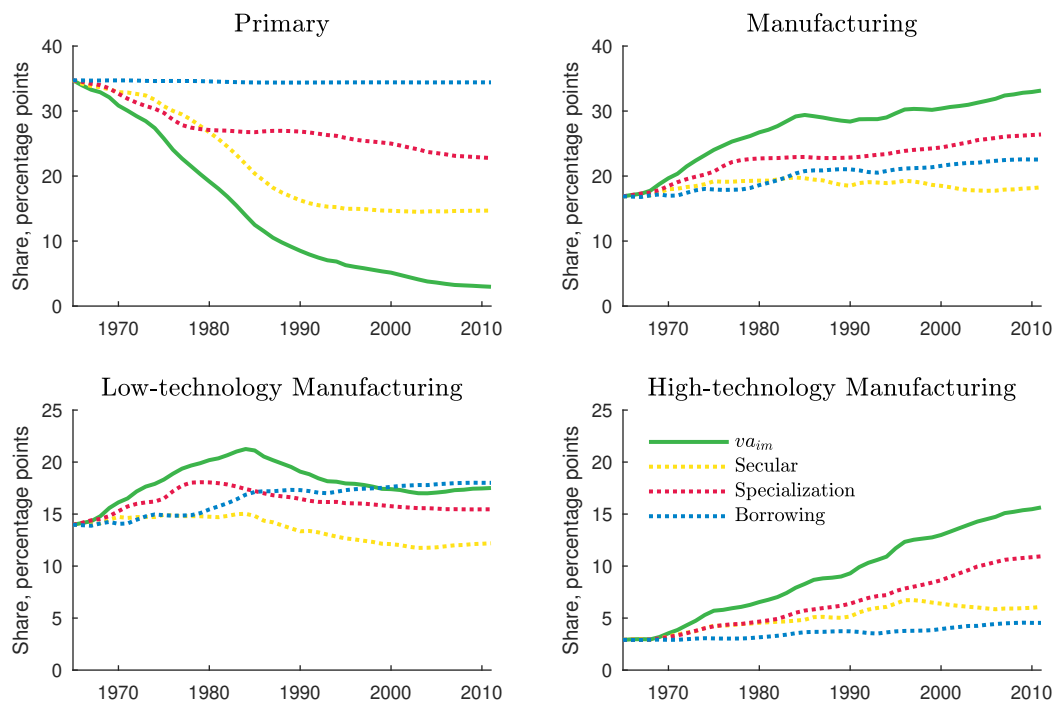 Primary
Share, percentage points
40
30
20
10
0
1970 1980 1990 2000 2010
Manufacturing
Share, percentage points
40
30
20
10
0
1970 1980 1990 2000 2010
Low-technology Manufacturing
Share, percentage points
25
20
15
10
5
0
1970 1980 1990 2000 2010
High-technology Manufacturing
Share, percentage points
25
20
15
10
5
0
va_{im}
Secular
Specialization
Borrowing
1970 1980 1990 2000 2010